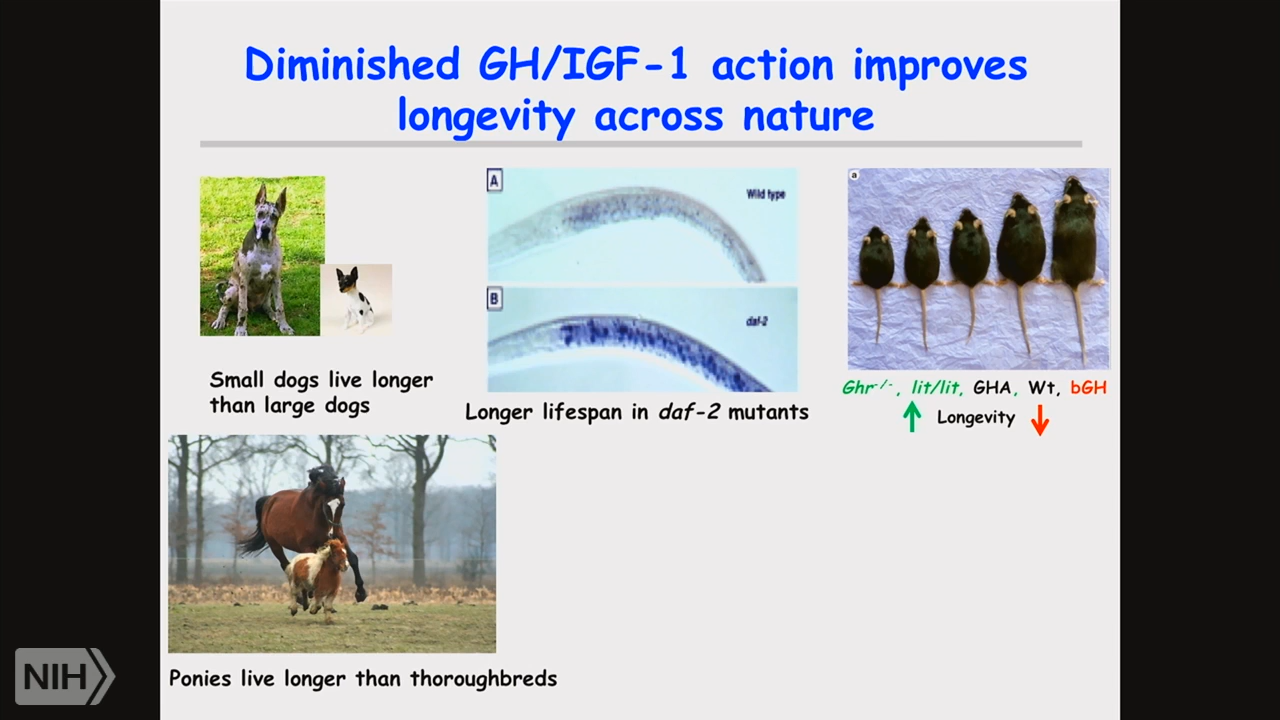 Diminished GH/IGF-1 action improves
longevity across nature
Small dogs live longer
than large dogs
A
Wild type
B
daf-2
Longer lifespan in daf-2 mutants
a
Ghr-/-, lit/lit, GHA, Wt, bGH
Longevity
Ponies live longer than thoroughbreds
NIH